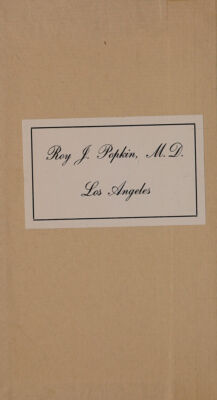 Roy J. Popkin, M. D.
Los Angeles